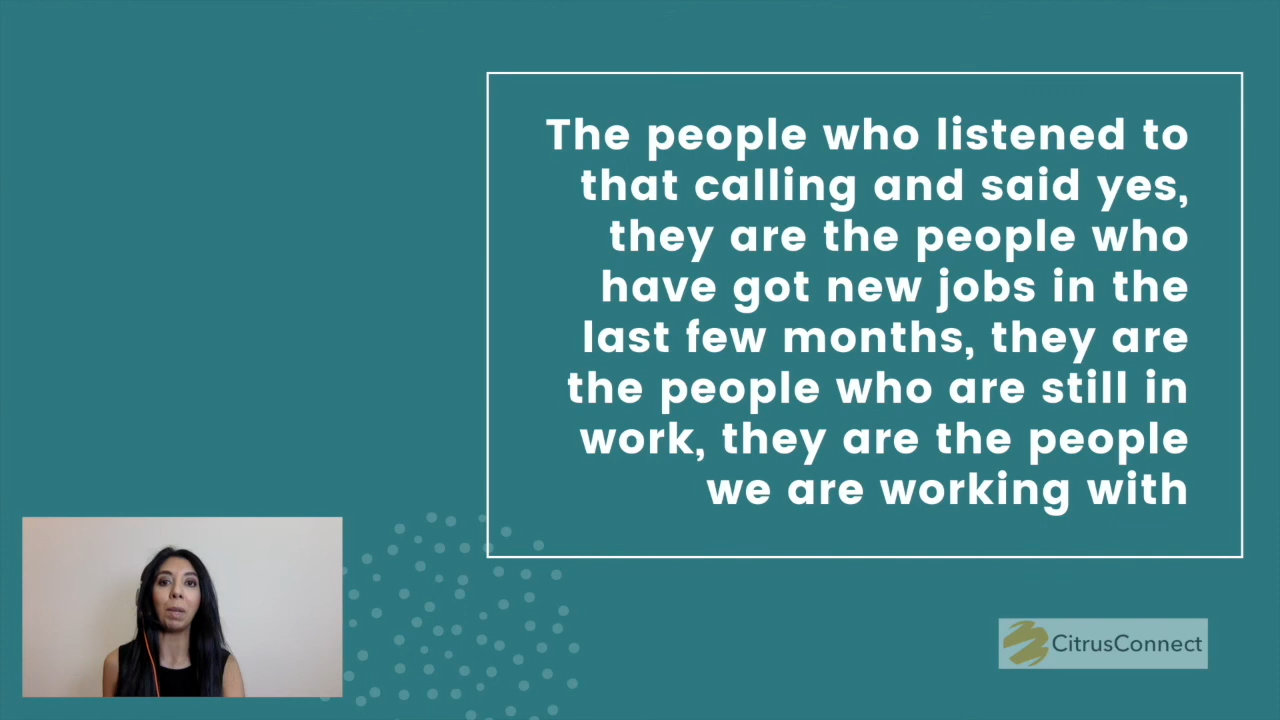 The people who listened to
that calling and said yes,
they are the people who
have got new jobs in the
last few months, they are
the people who are still in
work, they are the people
we are working with
CitrusConnect